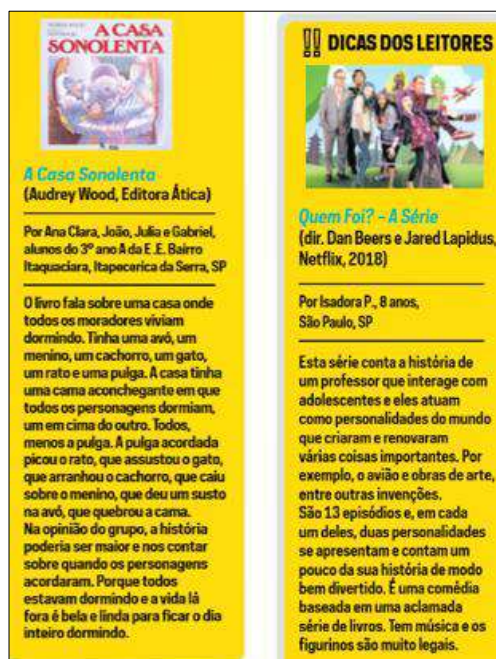 A CASA
SONOLENTA
A Casa Sonolenta
(Audrey Wood, Editora Ática)
Por Ana Clara, João, Julia e Gabriel,
alunos do 3º ano A da E .E. Bairro
Itaquaciara, Itapecerica da Serra, SP
O livro fala sobre uma casa onde
todos os moradores viviam
dormindo. Tinha uma avó, um
menino, um cachorro, um gato,
um rato e uma pulga. A casa tinha
uma cama aconchegante em que
todos os personagens dormiam,
um em cima do outro. Todos,
menos a pulga. A pulga acordada
picou o rato, que assustou o gato,
que arranhou o cachorro, que caiu
sobre o menino, que deu um susto
na avó, que quebrou a cama.
Na opinião do grupo, a história
poderia ser maior e nos contar
sobre quando os personagens
acordaram. Porque todos
estavam dormindo e a vida lá
fora é bela e linda para ficar o dia
inteiro dormindo.
!! DICAS DOS LEITORES
Quem Foi? – A Série
(dir. Dan Beers e Jared Lapidus,
Netflix, 2018)
Por Isadora P., 8 anos,
São Paulo, SP
Esta série conta a história de
um professor que interage com
adolescentes e eles atuam
como personalidades do mundo
que criaram e renovaram
várias coisas importantes. Por
exemplo, o avião e obras de arte,
entre outras invenções.
São 13 episódios e, em cada
um deles, duas personalidades
se apresentam e contam um
pouco da sua história de modo
bem divertido. É uma comédia
baseada em uma aclamada
série de livros. Tem música e os
figurinos são muito legais.